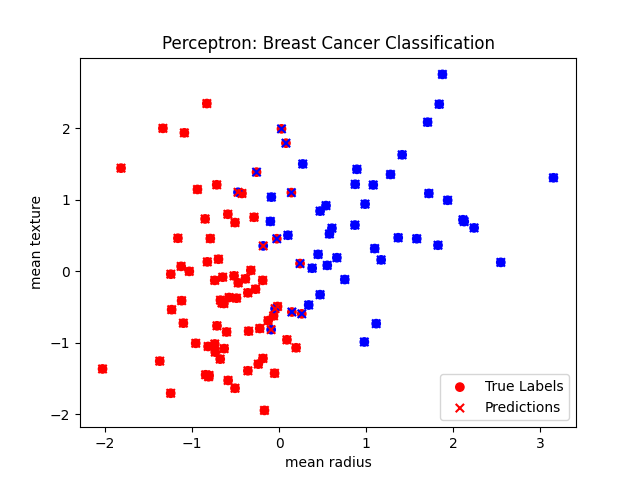 Perceptron: Breast Cancer Classification
mean texture
2
1
0
−1
−2
True Labels
Predictions
−2 −1 0 1 2 3
mean radius